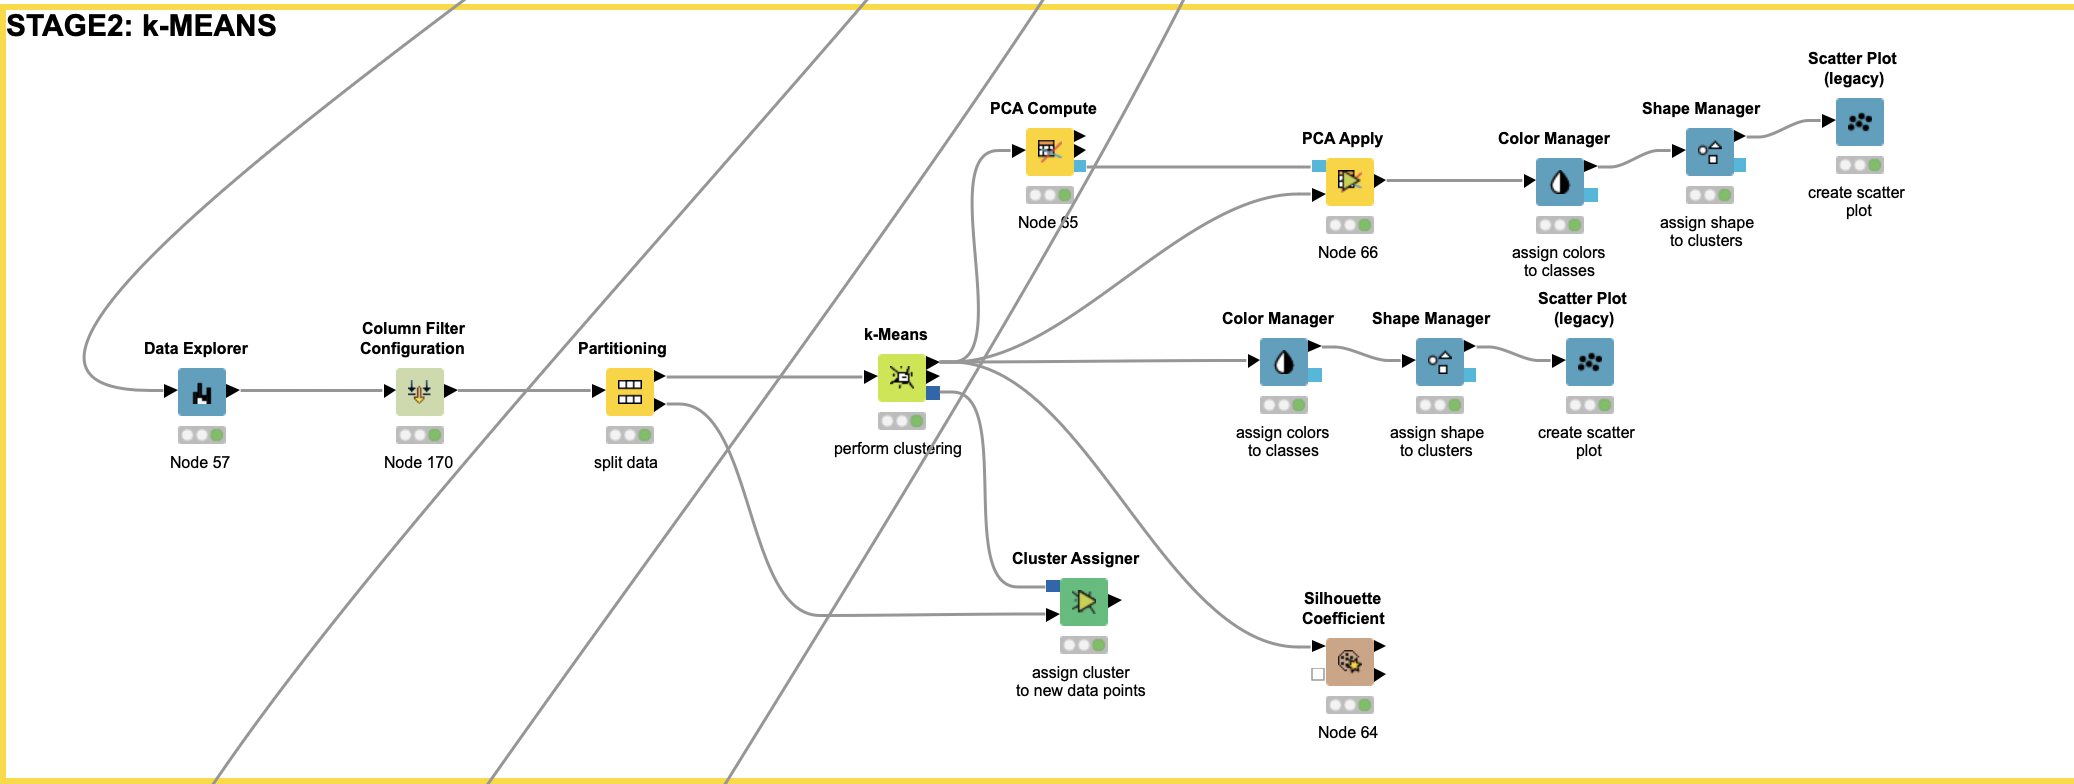 STAGE2: k-MEANS
Scatter Plot
(legacy)
create scatter
plot
Shape Manager
assign shape
to clusters
Color Manager
assign colors
to classes
PCA Apply
Node 66
PCA Compute
Node 65
Data Explorer
Node 57
Column Filter
Configuration
Node 170
Partitioning
split data
k-Means
perform clustering
Color Manager
assign colors
to classes
Shape Manager
assign shape
to clusters
Scatter Plot
(legacy)
create scatter
plot
Cluster Assigner
assign cluster
to new data points
Silhouette
Coefficient
Node 64